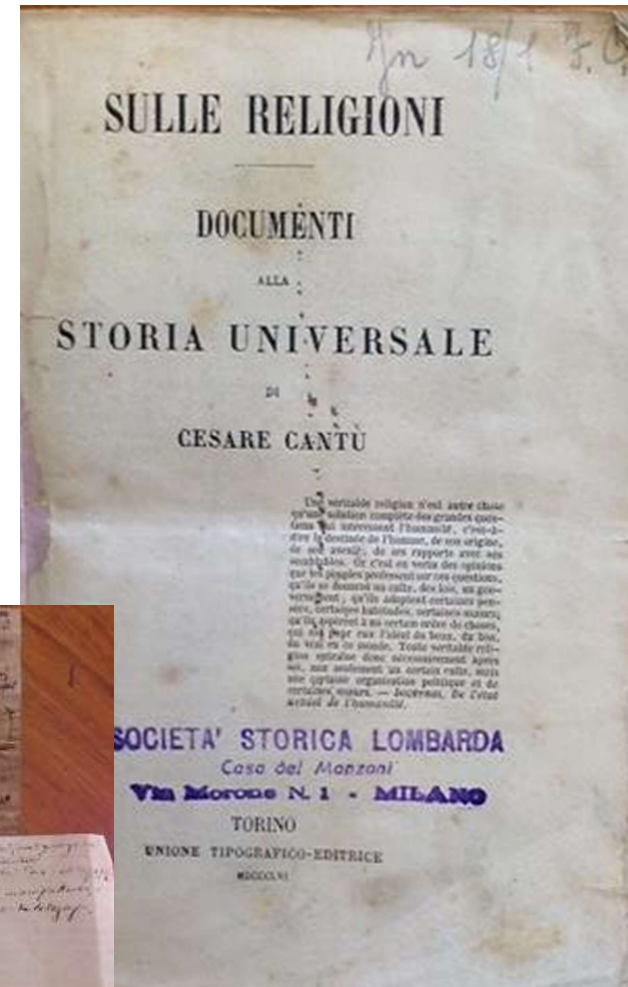 SULLE RELIGIONI
DOCUMENTI
ALLA
STORIA UNIVERSALE
DI
CESARE CANTÙ
Une véritable religion n'est autre chose
qu'une solution complète des grandes ques-
tions qui intéressent l'humanité, c'est-à-
dire la destinée de l'homme, de son origine,
de son avenir, de ses rapports avec ses
semblables. Or c'est en vertu des opinions
que les peuples professent sur ces questions,
qu'ils se donnent un culte, des lois, un gou-
vernement; qu'ils adoptent certaines
certaines habitudes, certaines mœurs;
qu'ils aspirent à un certain ordre de choses,
qui est pour eux l'idéal du beau, du bon,
du vrai en ce monde. Toute véritable reli-
gion entraîne donc nécessairement après
soi, non seulement un certain culte, mais
une certaine organisation politique et de
certaines mœurs. — JOUFFROY, De l'état
actuel de l'humanité.
SOCIETA' STORICA LOMBARDA
Casa del Manzoni
Via Morone N. 1 - MILANO
TORINO
UNIONE TIPOGRAFICO-EDITRICE
MDCCCLVI